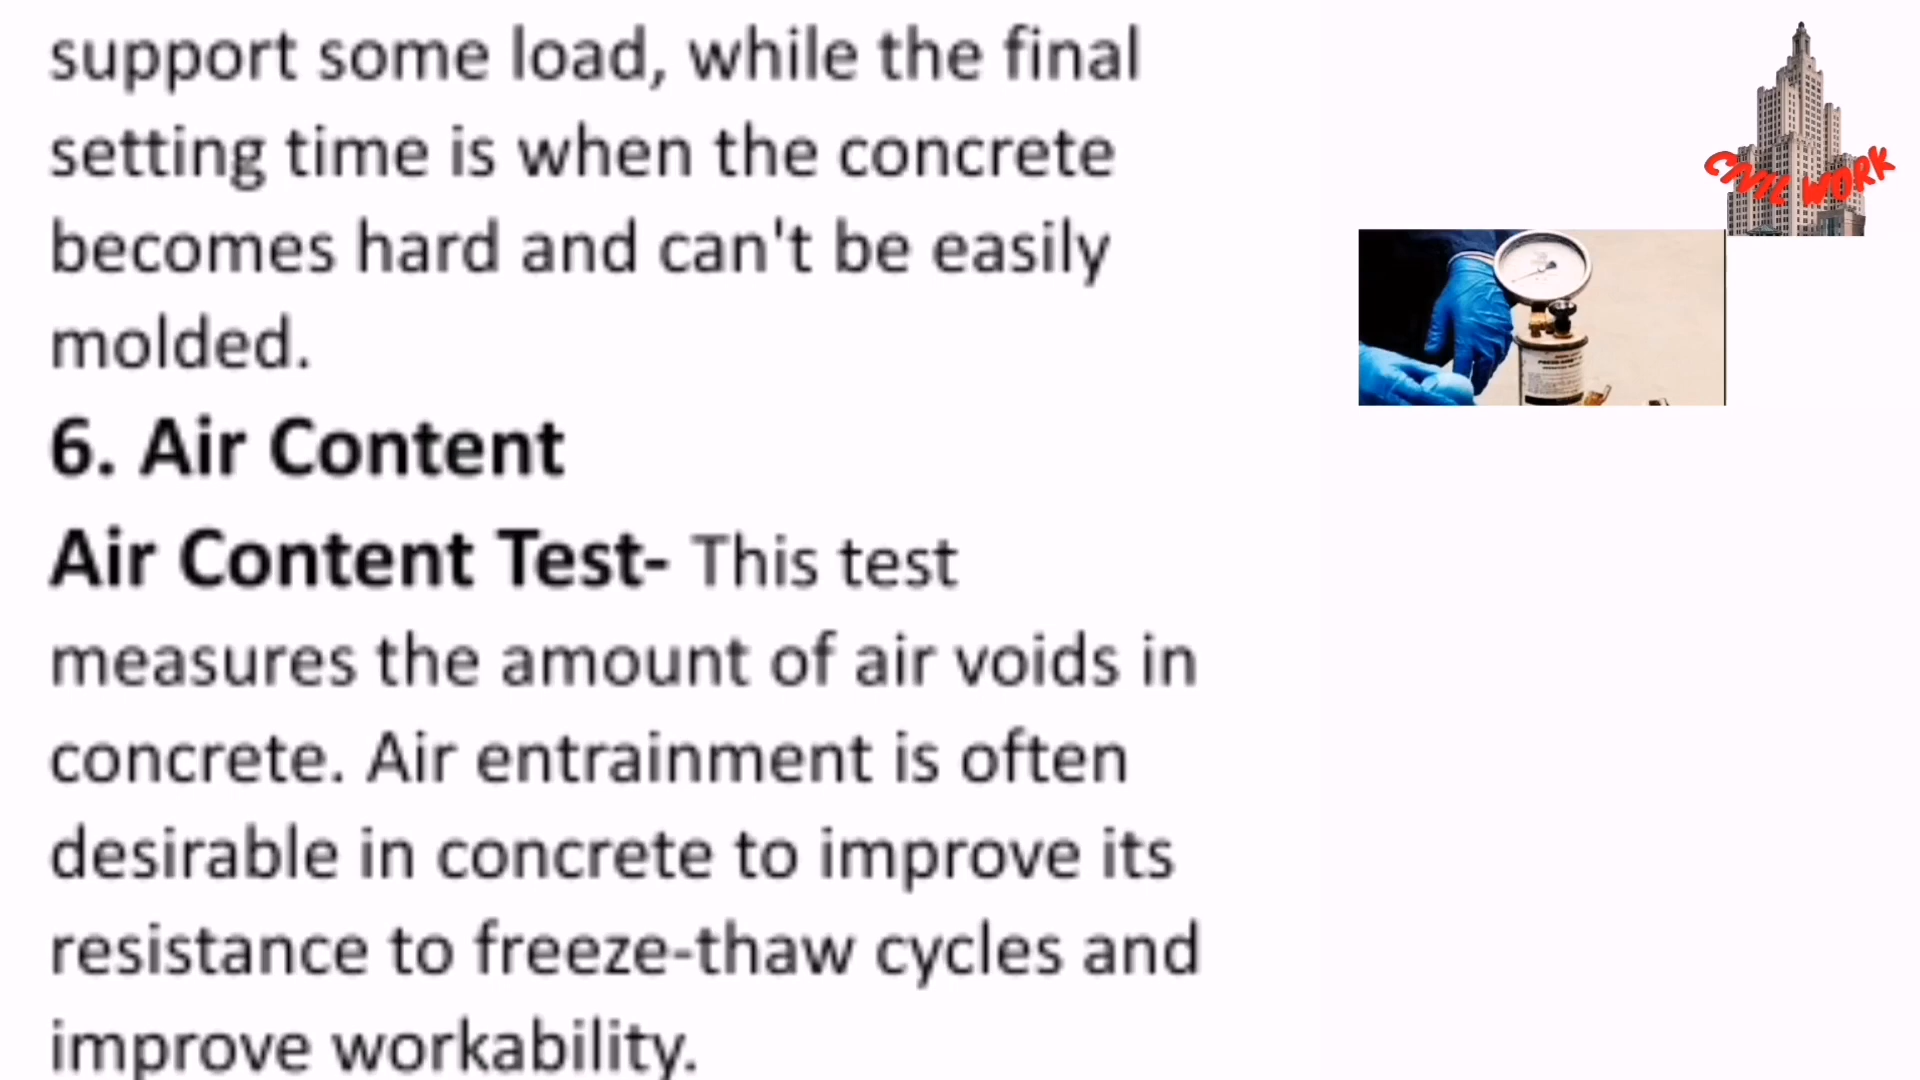 support some load, while the final
setting time is when the concrete
becomes hard and can't be easily
molded.
6. Air Content
Air Content Test- This test
measures the amount of air voids in
concrete. Air entrainment is often
desirable in concrete to improve its
resistance to freeze-thaw cycles and
improve workability.
CIVIL WORK